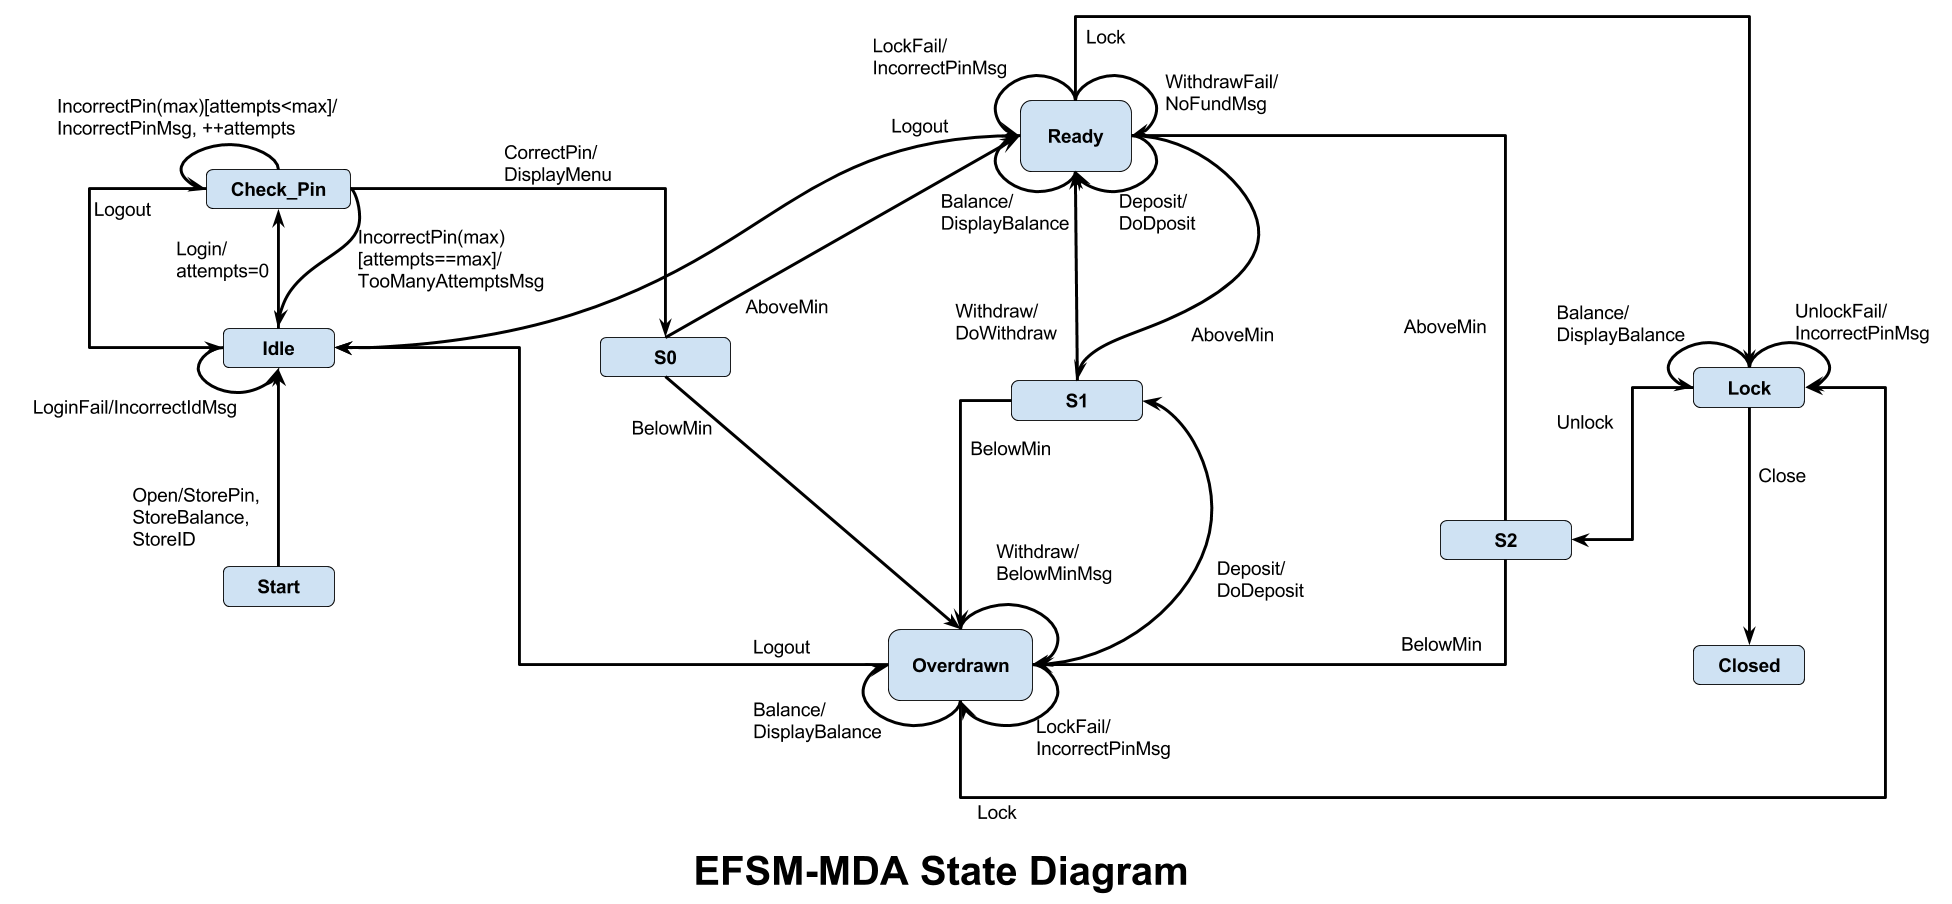 Lock
LockFail/
IncorrectPinMsg
WithdrawFail/
NoFundMsg
IncorrectPin(max)[attempts<max]/
IncorrectPinMsg, ++attempts
Logout
Ready
CorrectPin/
DisplayMenu
Check_Pin
Logout
Balance/
DisplayBalance
Deposit/
DoDposit
Login/
attempts=0
IncorrectPin(max)
[attempts==max]/
TooManyAttemptsMsg
AboveMin
Withdraw/
DoWithdraw
AboveMin
AboveMin
Balance/
DisplayBalance
UnlockFail/
IncorrectPinMsg
Idle
S0
Lock
S1
LoginFail/IncorrectIdMsg
BelowMin
Unlock
BelowMin
Close
Open/StorePin,
StoreBalance,
StoreID
S2
Withdraw/
BelowMinMsg
Deposit/
DoDeposit
Start
Logout
BelowMin
Overdrawn
Closed
Balance/
DisplayBalance
LockFail/
IncorrectPinMsg
Lock
EFSM-MDA State Diagram